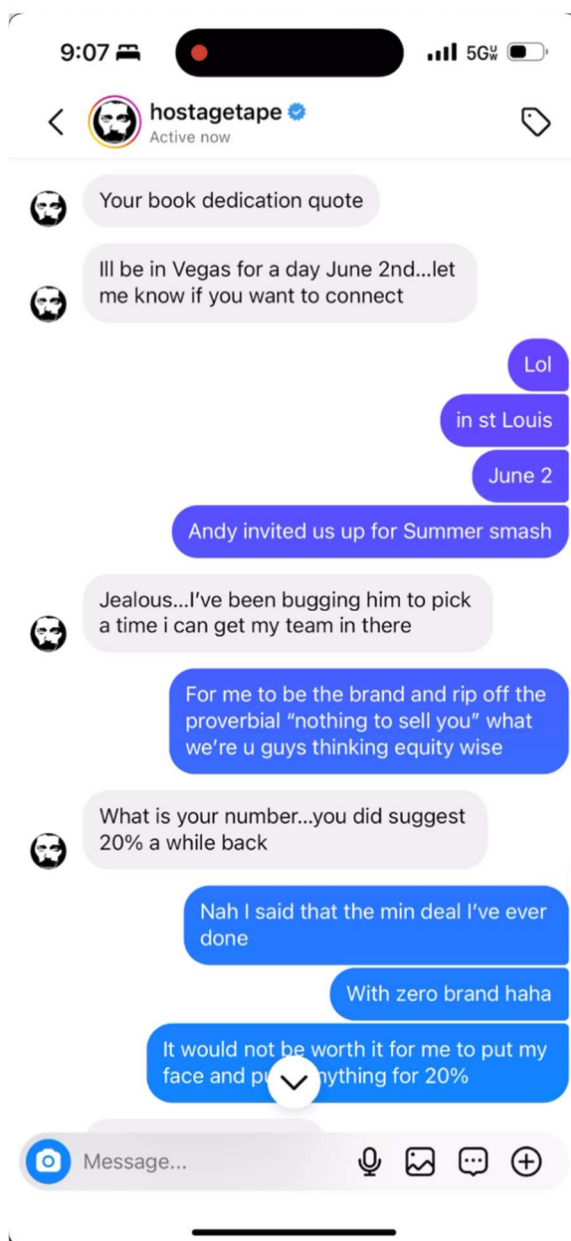 9:07
5G UW
hostagetape
Active now
Your book dedication quote
Ill be in Vegas for a day June 2nd...let
me know if you want to connect
Lol
in st Louis
June 2
Andy invited us up for Summer smash
Jealous...I've been bugging him to pick
a time i can get my team in there
For me to be the brand and rip off the
proverbial “nothing to sell you” what
we're u guys thinking equity wise
What is your number...you did suggest
20% a while back
Nah I said that the min deal I've ever
done
With zero brand haha
It would not be worth it for me to put my
face and for 20%
Message...